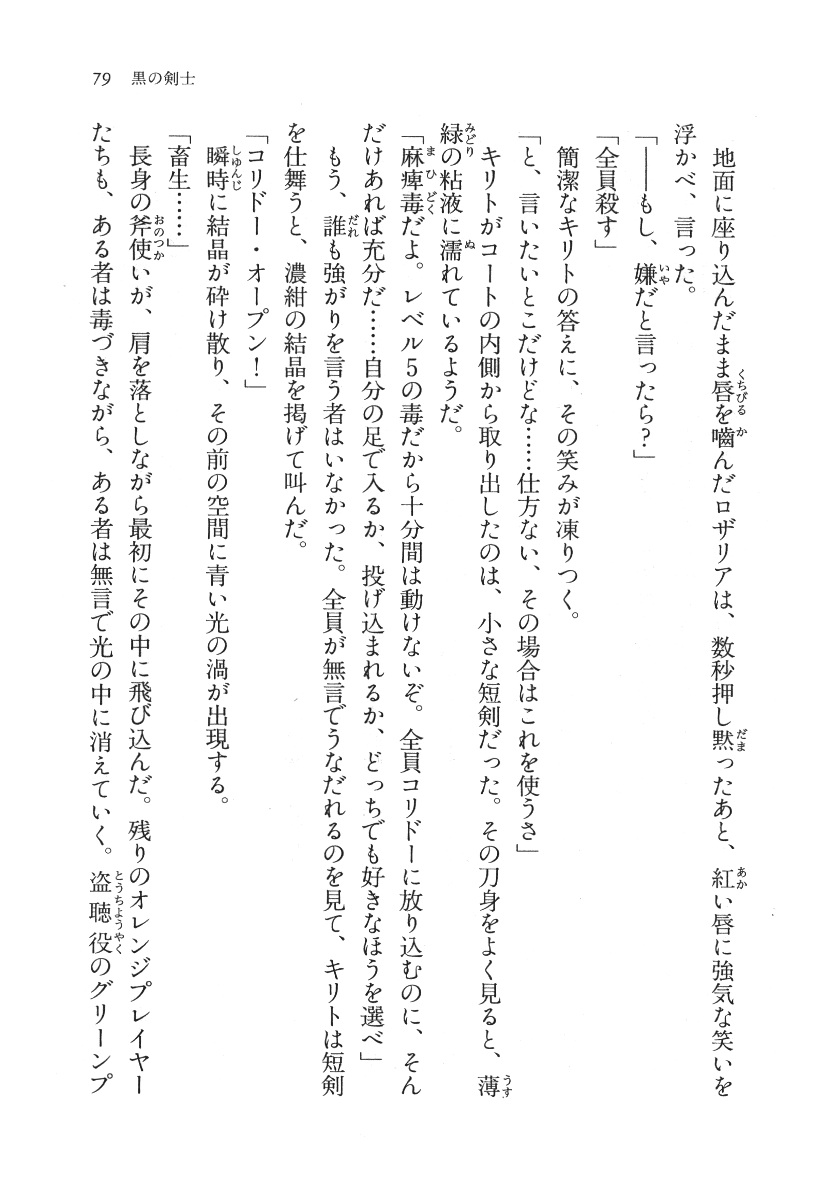 79 黒の剣士
地面に座り込んだまま唇を嚙んだロザリアは、数秒押し黙ったあと、紅い唇に強気な笑いを
浮かべ、言った。
「――もし、嫌だと言ったら？」
「全員殺す」
簡潔なキリトの答えに、その笑みが凍りつく。
「と、言いたいとこだけどな……仕方ない、その場合はこれを使うさ」
キリトがコートの内側から取り出したのは、小さな短剣だった。その刀身をよく見ると、薄
緑の粘液に濡れているようだ。
「麻痺毒だよ。レベル５の毒だから十分間は動けないぞ。全員コリドーに放り込むのに、そん
だけあれば充分だ……自分の足で入るか、投げ込まれるか、どっちでも好きなほうを選べ」
もう、誰も強がりを言う者はいなかった。全員が無言でうなだれるのを見て、キリトは短剣
を仕舞うと、濃紺の結晶を掲げて叫んだ。
「コリドー・オープン！」
瞬時に結晶が砕け散り、その前の空間に青い光の渦が出現する。
「畜生……」
長身の斧使いが、肩を落としながら最初にその中に飛び込んだ。残りのオレンジプレイヤー
たちも、ある者は毒づきながら、ある者は無言で光の中に消えていく。盗聴役のグリーンプ